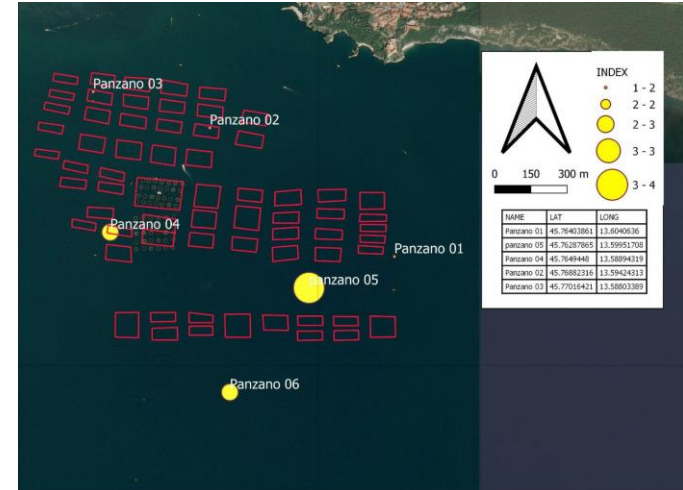 Panzano 03
Panzano 02
Panzano 04
Panzano 01
Panzano 05
Panzano 06
INDEX
1 - 2
2 - 2
2 - 3
3 - 3
3 - 4
0 150 300 m
NAME LAT LONG
Panzano 01 45.76403861 13.6040636
panzano 05 45.76287865 13.59951708
Panzano 04 45.7649448 13.58894319
Panzano 02 45.76882316 13.59424313
Panzano 03 45.77016421 13.58803389